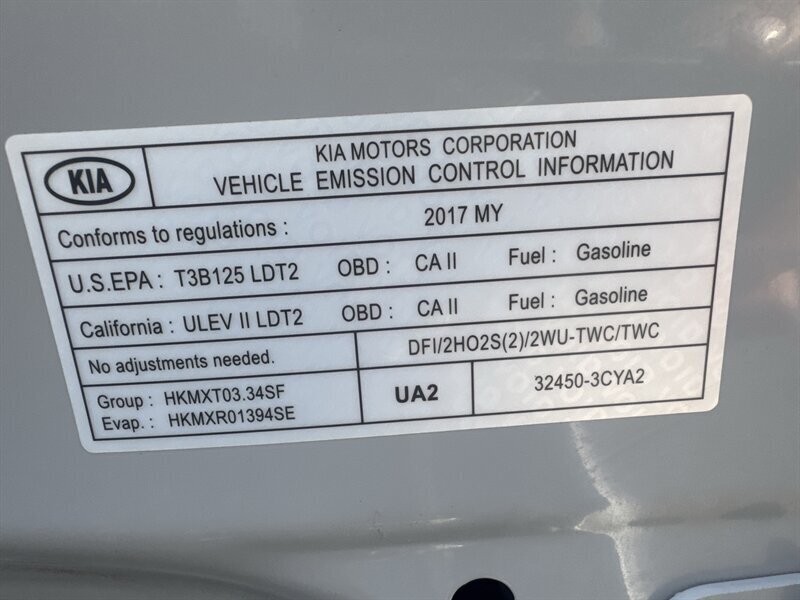 KIA
KIA MOTORS CORPORATION
VEHICLE EMISSION CONTROL INFORMATION
Conforms to regulations : 2017 MY
U.S.EPA : T3B125 LDT2 OBD : CA II Fuel : Gasoline
California : ULEV II LDT2 OBD : CA II Fuel : Gasoline
No adjustments needed. DFI/2HO2S(2)/2WU-TWC/TWC
Group : HKMXT03.34SF
Evap. : HKMXR01394SE
UA2
32450-3CYA2